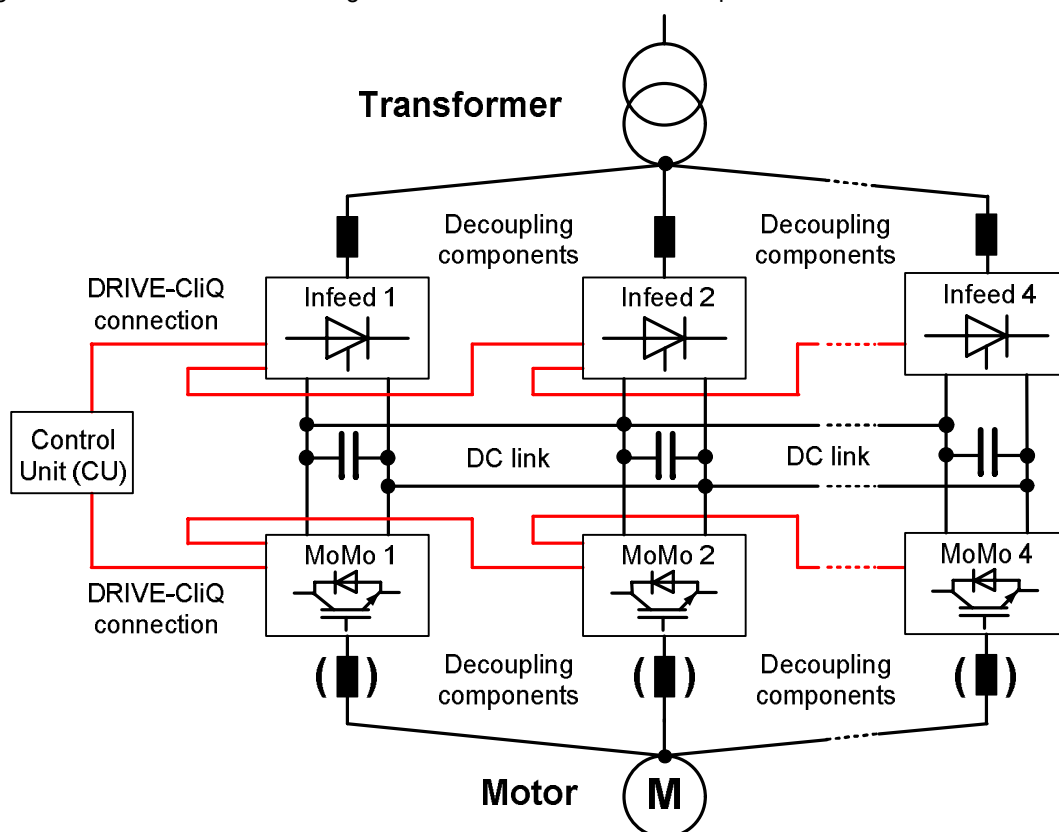 Transformer
Decoupling
components
Decoupling
components
DRIVE-CliQ
connection
Infeed 1
Infeed 2
Infeed 4
Control
Unit (CU)
DC link
DC link
MoMo 1
MoMo 2
MoMo 4
DRIVE-CliQ
connection
( )
( )
( )
Decoupling
components
Decoupling
components
Motor
M